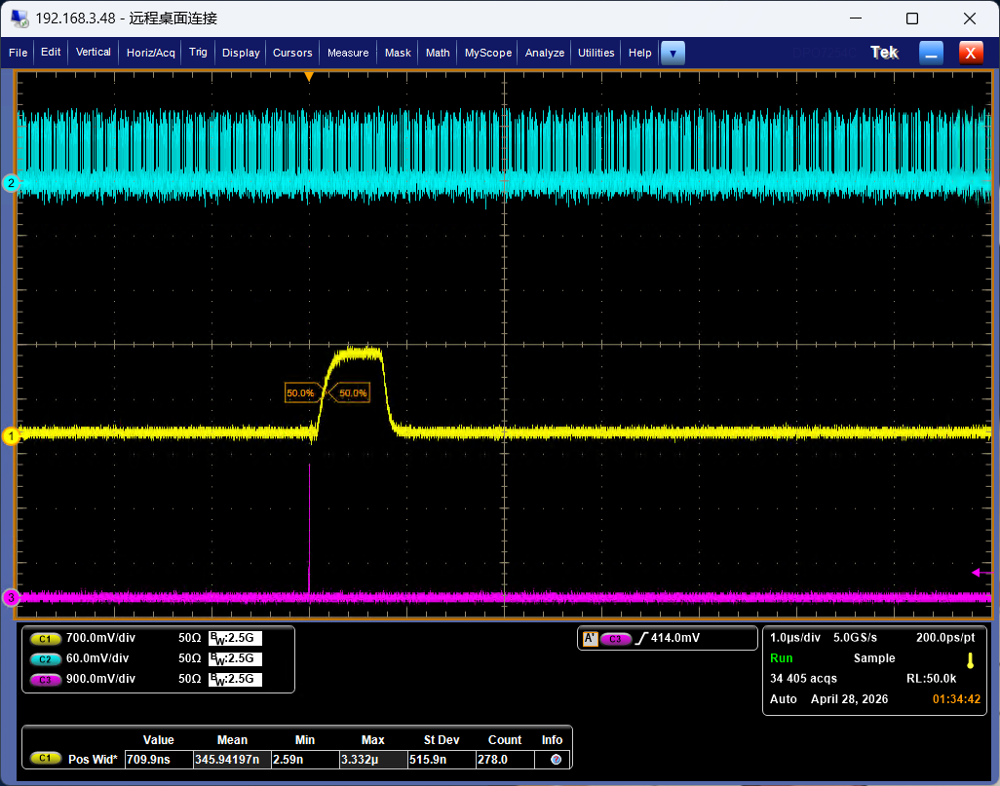 192.168.3.48 - 远程桌面连接
File Edit Vertical Horiz/Acq Trig Display Cursors Measure Mask Math MyScope Analyze Utilities Help Tek X
2
50.0% 50.0%
1
3
C1 700.0mV/div 50Ω BW:2.5G
C2 60.0mV/div 50Ω BW:2.5G
C3 900.0mV/div 50Ω BW:2.5G
A' C3 414.0mV
1.0μs/div 5.0GS/s 200.0ps/pt
Run Sample
34 405 acqs RL:50.0k
Auto April 28, 2026 01:34:42
Value Mean Min Max St Dev Count Info
C1 Pos Wid* 709.9ns 345.94197n 2.59n 3.332μ 515.9n 278.0